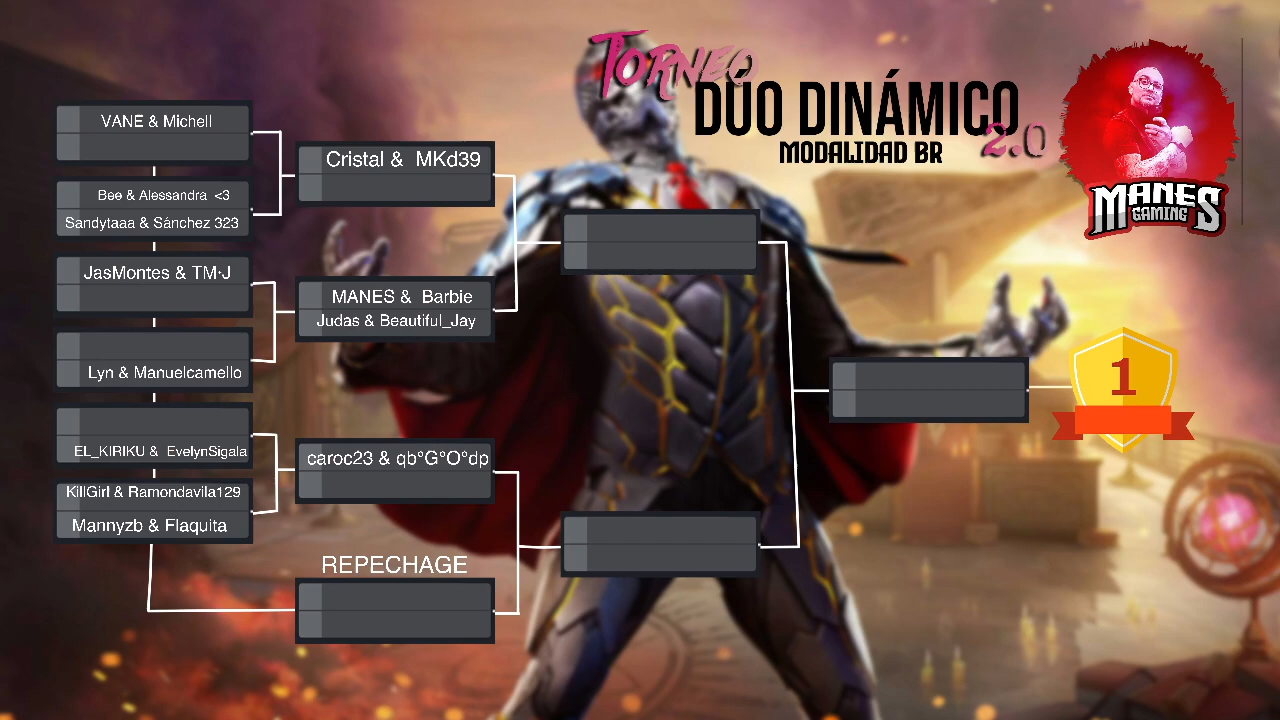 TORNEO
DÚO DINÁMICO
2.0
MODALIDAD BR
MANES
GAMING
VANE & Michell
Bee & Alessandra <3
Sandytaaa & Sánchez 323
JasMontes & TM·J
Lyn & Manuelcamello
EL_KIRIKU & EvelynSigala
KillGirl & Ramondavila129
Mannyzb & Flaquita
Cristal & MKd39
MANES & Barbie
Judas & Beautiful_Jay
caroc23 & qb°G°O°dp
REPECHAGE
1